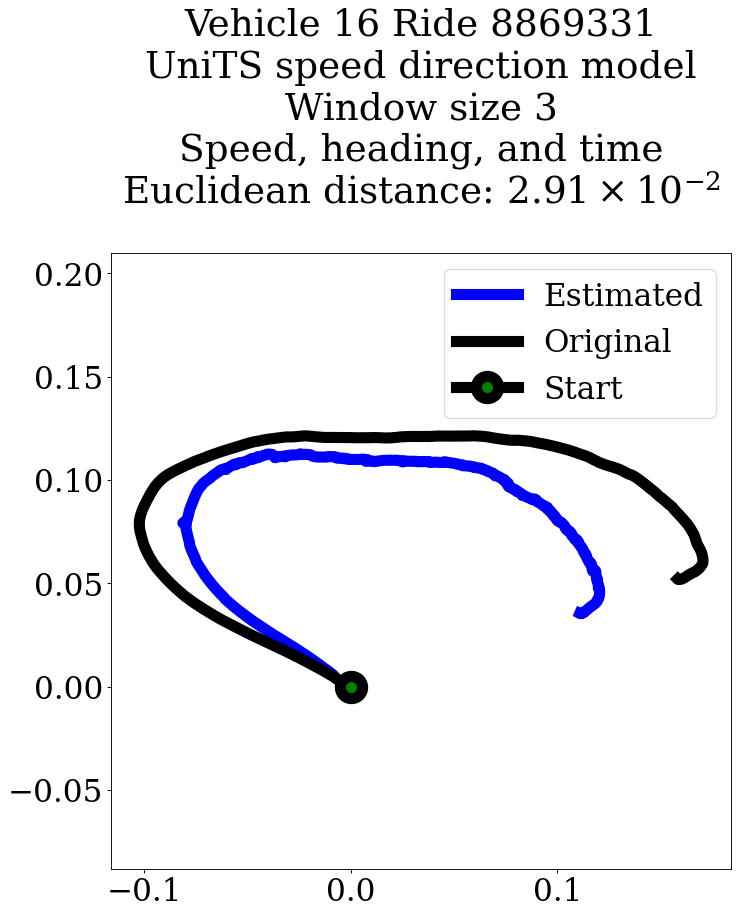 Vehicle 16 Ride 8869331
UniTS speed direction model
Window size 3
Speed, heading, and time
Euclidean distance: 2.91 × 10⁻²
Estimated
Original
Start
0.20
0.15
0.10
0.05
0.00
−0.05
−0.1 0.0 0.1